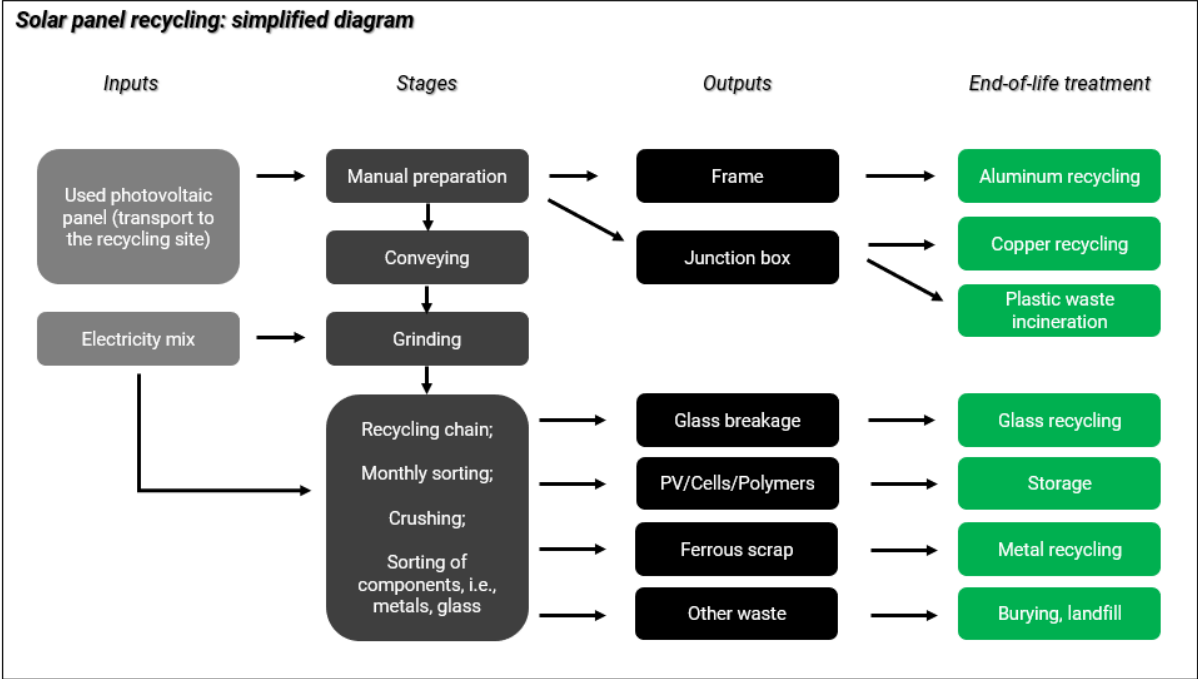 Solar panel recycling: simplified diagram
Inputs
Stages
Outputs
End-of-life treatment
Used photovoltaic
panel (transport to
the recycling site)
Manual preparation
Frame
Aluminum recycling
Conveying
Junction box
Copper recycling
Plastic waste
incineration
Electricity mix
Grinding
Recycling chain;
Monthly sorting;
Crushing;
Sorting of
components, i.e.,
metals, glass
Glass breakage
Glass recycling
PV/Cells/Polymers
Storage
Ferrous scrap
Metal recycling
Other waste
Burying, landfill